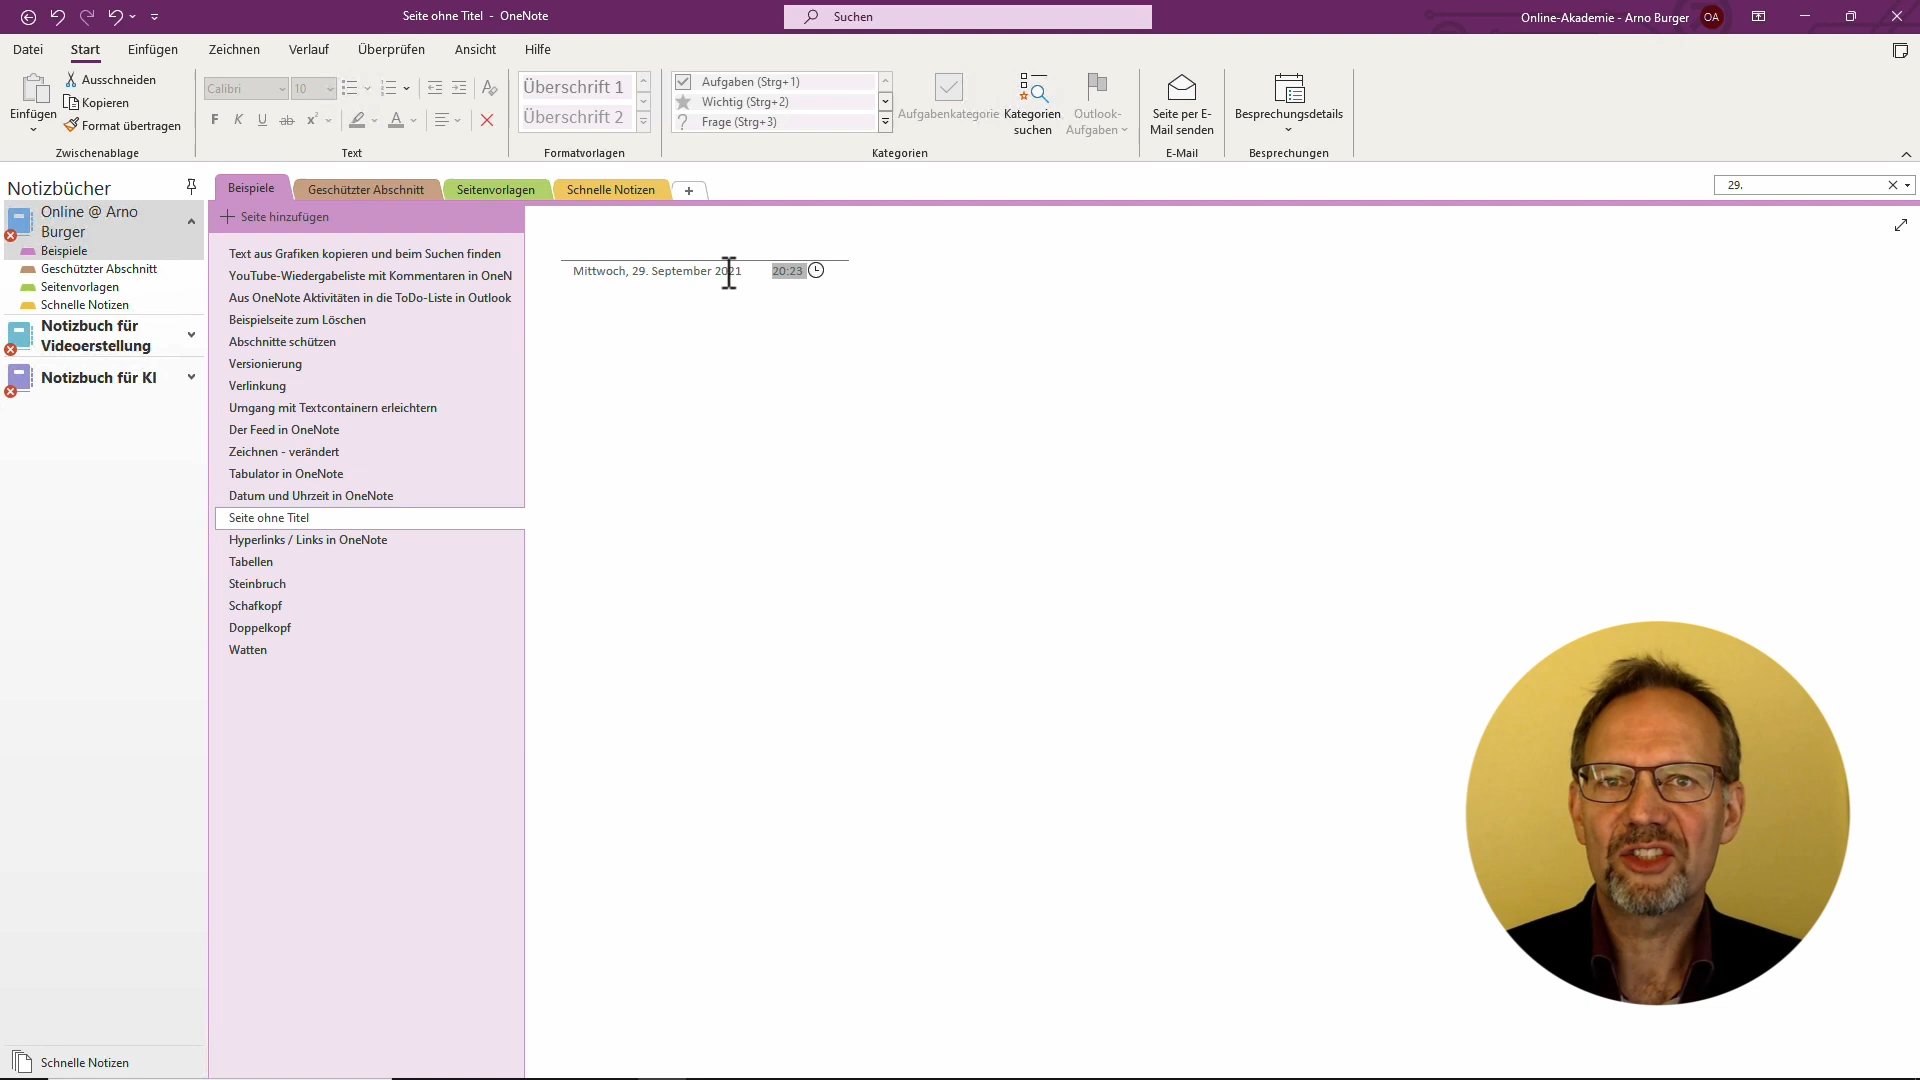 Seite ohne Titel - OneNote
Suchen
Online-Akademie - Arno Burger
OA
Datei
Start
Einfügen
Zeichnen
Verlauf
Überprüfen
Ansicht
Hilfe
Einfügen
Ausschneiden
Kopieren
Format übertragen
Zwischenablage
Calibri
10
F K U ab x²
A
Text
Überschrift 1
Überschrift 2
Formatvorlagen
Aufgaben (Strg+1)
Wichtig (Strg+2)
Frage (Strg+3)
Aufgabenkategorie
Kategorien
suchen
Outlook-
Aufgaben
Kategorien
Seite per E-
Mail senden
E-Mail
Besprechungsdetails
Besprechungen
Notizbücher
Online @ Arno
Burger
Beispiele
Geschützter Abschnitt
Seitenvorlagen
Schnelle Notizen
Notizbuch für
Videoerstellung
Notizbuch für KI
Schnelle Notizen
Beispiele
Geschützter Abschnitt
Seitenvorlagen
Schnelle Notizen
+
29.
Seite hinzufügen
Text aus Grafiken kopieren und beim Suchen finden
YouTube-Wiedergabeliste mit Kommentaren in OneN
Aus OneNote Aktivitäten in die ToDo-Liste in Outlook
Beispielseite zum Löschen
Abschnitte schützen
Versionierung
Verlinkung
Umgang mit Textcontainern erleichtern
Der Feed in OneNote
Zeichnen - verändert
Tabulator in OneNote
Datum und Uhrzeit in OneNote
Seite ohne Titel
Hyperlinks / Links in OneNote
Tabellen
Steinbruch
Schafkopf
Doppelkopf
Watten
Mittwoch, 29. September 2021
20:23